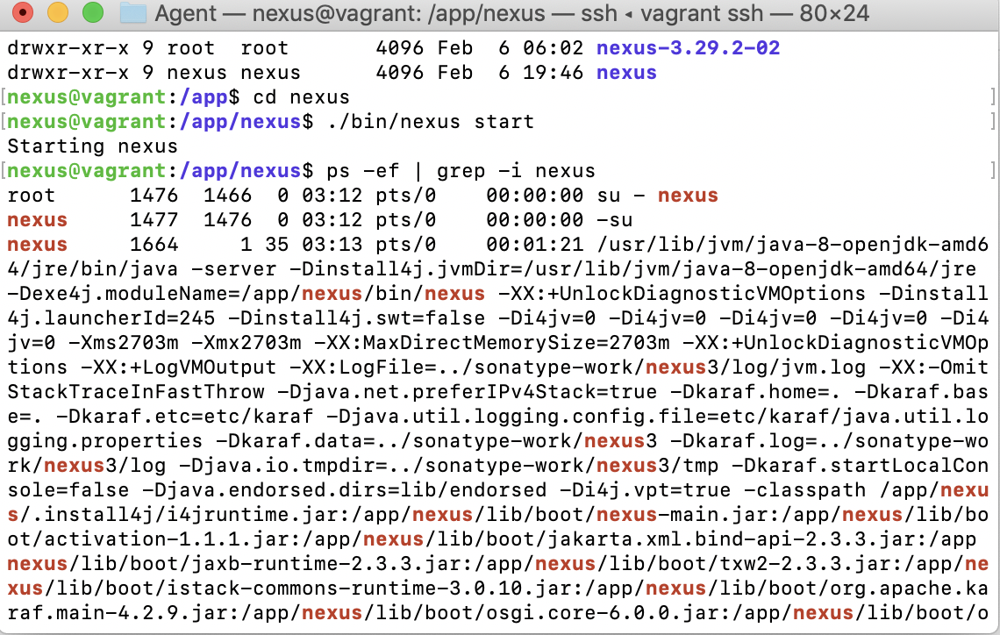 Agent — nexus@vagrant: /app/nexus — ssh ◂ vagrant ssh — 80×24
drwxr-xr-x 9 root  root       4096 Feb  6 06:02 nexus-3.29.2-02
drwxr-xr-x 9 nexus nexus      4096 Feb  6 19:46 nexus
[nexus@vagrant:/app$ cd nexus ]
[nexus@vagrant:/app/nexus$ ./bin/nexus start ]
Starting nexus
[nexus@vagrant:/app/nexus$ ps -ef | grep -i nexus ]
root      1476  1466  0 03:12 pts/0    00:00:00 su - nexus
nexus     1477  1476  0 03:12 pts/0    00:00:00 -su
nexus     1664     1 35 03:13 pts/0    00:01:21 /usr/lib/jvm/java-8-openjdk-amd6
4/jre/bin/java -server -Dinstall4j.jvmDir=/usr/lib/jvm/java-8-openjdk-amd64/jre
-Dexe4j.moduleName=/app/nexus/bin/nexus -XX:+UnlockDiagnosticVMOptions -Dinstall
4j.launcherId=245 -Dinstall4j.swt=false -Di4jv=0 -Di4jv=0 -Di4jv=0 -Di4jv=0 -Di4
jv=0 -Xms2703m -Xmx2703m -XX:MaxDirectMemorySize=2703m -XX:+UnlockDiagnosticVMOp
tions -XX:+LogVMOutput -XX:LogFile=../sonatype-work/nexus3/log/jvm.log -XX:-Omit
StackTraceInFastThrow -Djava.net.preferIPv4Stack=true -Dkaraf.home=. -Dkaraf.bas
e=. -Dkaraf.etc=etc/karaf -Djava.util.logging.config.file=etc/karaf/java.util.lo
gging.properties -Dkaraf.data=../sonatype-work/nexus3 -Dkaraf.log=../sonatype-wo
rk/nexus3/log -Djava.io.tmpdir=../sonatype-work/nexus3/tmp -Dkaraf.startLocalCon
sole=false -Djava.endorsed.dirs=lib/endorsed -Di4j.vpt=true -classpath /app/nexu
s/.install4j/i4jruntime.jar:/app/nexus/lib/boot/nexus-main.jar:/app/nexus/lib/bo
ot/activation-1.1.1.jar:/app/nexus/lib/boot/jakarta.xml.bind-api-2.3.3.jar:/app
nexus/lib/boot/jaxb-runtime-2.3.3.jar:/app/nexus/lib/boot/txw2-2.3.3.jar:/app/ne
xus/lib/boot/istack-commons-runtime-3.0.10.jar:/app/nexus/lib/boot/org.apache.ka
raf.main-4.2.9.jar:/app/nexus/lib/boot/osgi.core-6.0.0.jar:/app/nexus/lib/boot/o